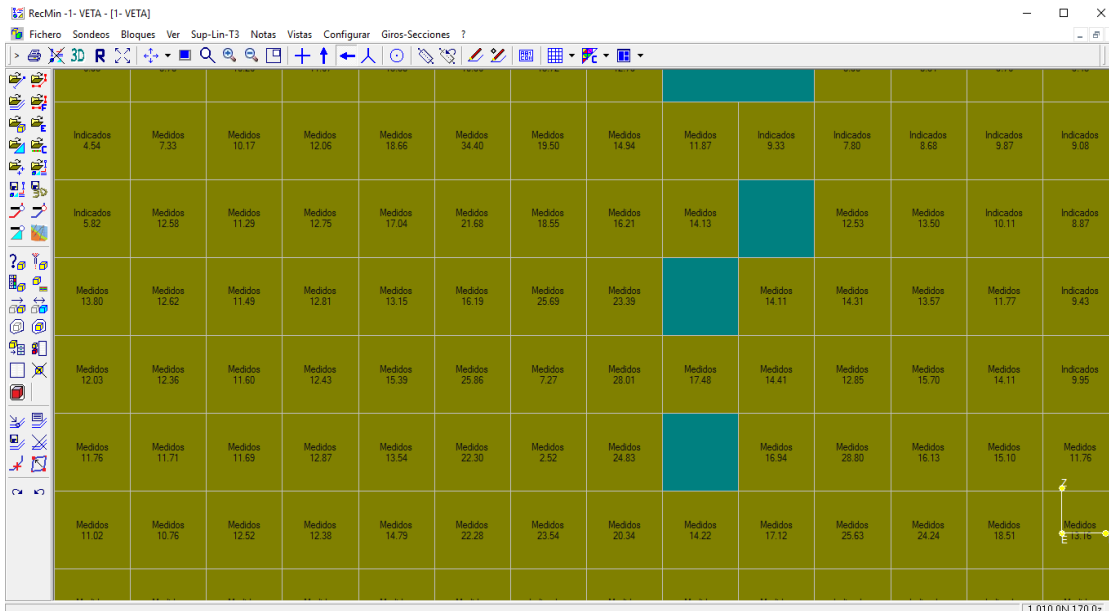 RecMin -1- VETA - [1- VETA]
Fichero Sondeos Bloques Ver Sup-Lin-T3 Notas Vistas Configurar Giros-Secciones ?
3D R
Indicados Medidos Medidos Medidos Medidos Medidos Medidos Medidos Medidos Indicados Indicados Indicados Indicados Indicados
4.54 7.33 10.17 12.06 18.66 34.40 19.50 14.94 11.87 9.33 7.80 8.68 9.87 9.08
Indicados Medidos Medidos Medidos Medidos Medidos Medidos Medidos Medidos Medidos Medidos Indicados Indicados
5.82 12.58 11.29 12.75 17.04 21.68 18.55 16.21 14.13 12.53 13.50 10.11 8.87
Medidos Medidos Medidos Medidos Medidos Medidos Medidos Medidos Medidos Medidos Medidos Medidos Indicados
13.80 12.62 11.49 12.81 13.15 16.19 25.69 23.39 14.11 14.31 13.57 11.77 9.43
Medidos Medidos Medidos Medidos Medidos Medidos Medidos Medidos Medidos Medidos Medidos Medidos Medidos Indicados
12.03 12.36 11.60 12.43 15.39 25.86 7.27 28.01 17.48 14.41 12.85 15.70 14.11 9.95
Medidos Medidos Medidos Medidos Medidos Medidos Medidos Medidos Medidos Medidos Medidos Medidos Medidos
11.76 11.71 11.69 12.87 13.54 22.30 2.52 24.83 16.94 28.80 16.13 15.10 11.76
Z
Medidos Medidos Medidos Medidos Medidos Medidos Medidos Medidos Medidos Medidos Medidos Medidos Medidos Medidos
11.02 10.76 12.52 12.38 14.79 22.28 23.54 20.34 14.22 17.12 25.63 24.24 18.51 13.16
E
1,010.0N 170.0z